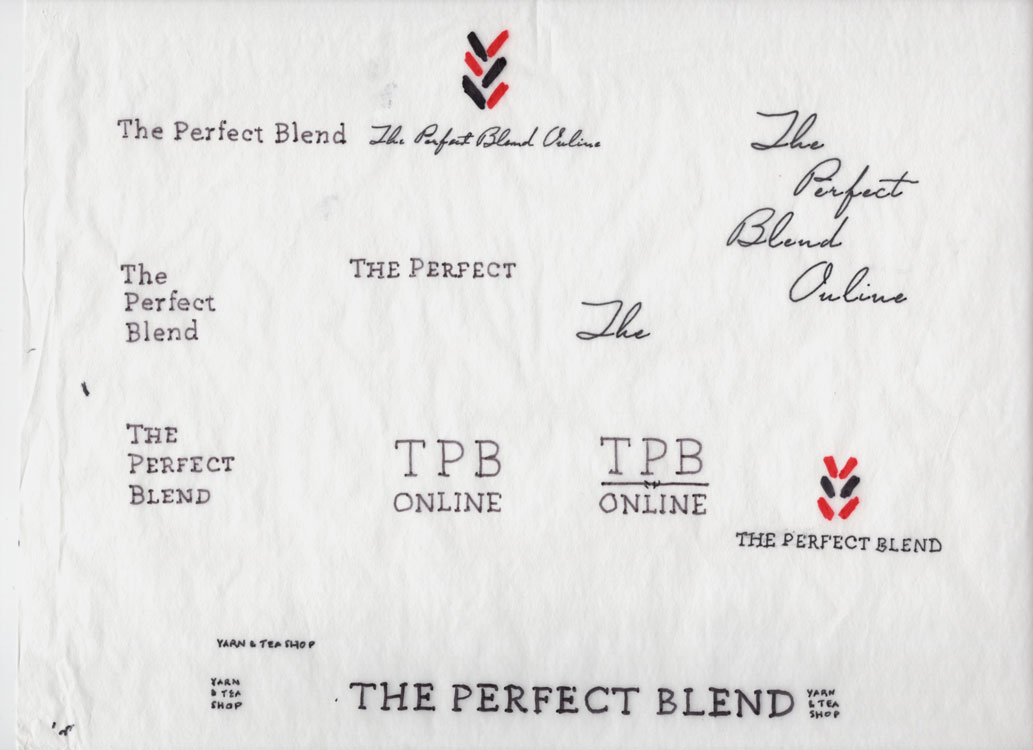 The Perfect Blend
The Perfect Blend Online
The
Perfect
Blend
Online
The
Perfect
Blend
THE PERFECT
The
THE
PERFECT
BLEND
TPB
ONLINE
TPB
ONLINE
THE PERFECT BLEND
YARN & TEA SHOP
YARN
& TEA
SHOP
THE PERFECT BLEND
YARN
& TEA
SHOP